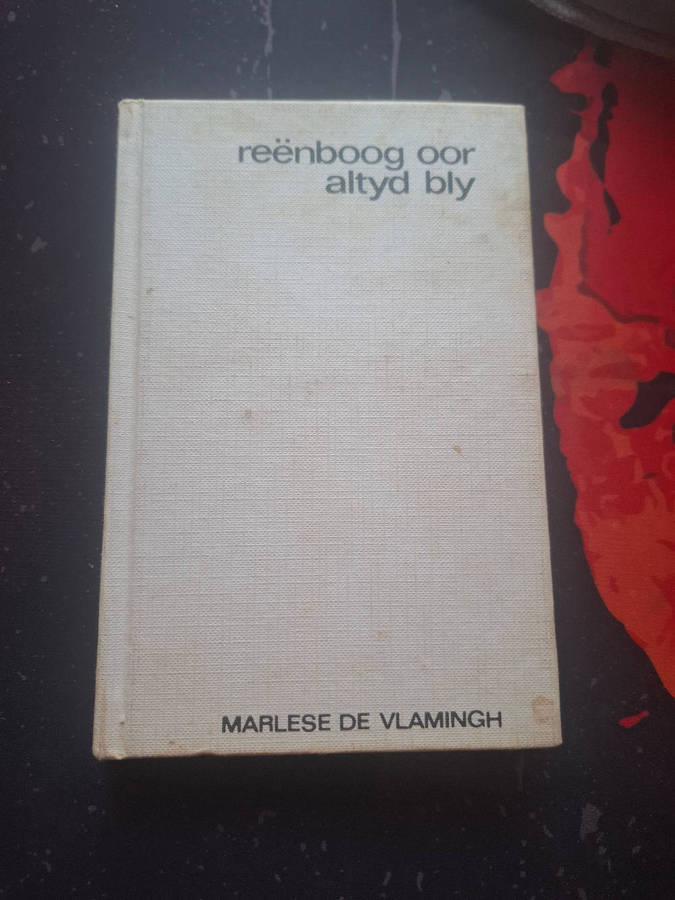 reënboog oor
altyd bly
MARLESE DE VLAMINGH